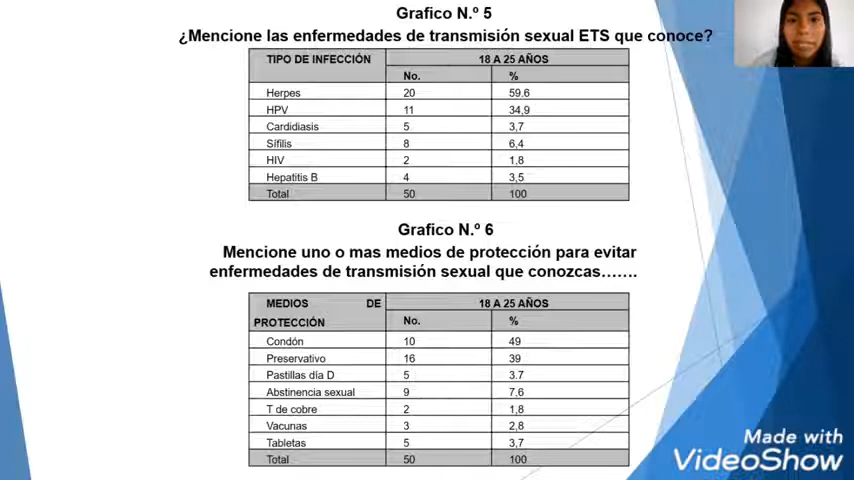 Grafico N.º 5
¿Mencione las enfermedades de transmisión sexual ETS que conoce?
TIPO DE INFECCIÓN 18 A 25 AÑOS
No. %
Herpes 20 59.6
HPV 11 34,9
Cardidiasis 5 3,7
Sífilis 8 6,4
HIV 2 1,8
Hepatitis B 4 3,5
Total 50 100
Grafico N.º 6
Mencione uno o mas medios de protección para evitar
enfermedades de transmisión sexual que conozcas…….
MEDIOS DE 18 A 25 AÑOS
PROTECCIÓN No. %
Condón 10 49
Preservativo 16 39
Pastillas día D 5 3.7
Abstinencia sexual 9 7,6
T de cobre 2 1,8
Vacunas 3 2,8
Tabletas 5 3,7
Total 50 100
Made with
VideoShow